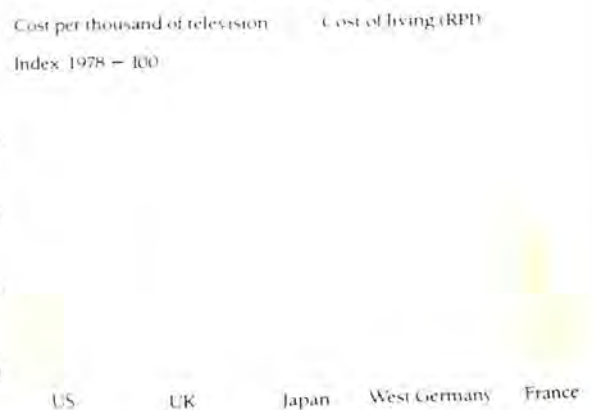 Cost per thousand of television Cost of living (RPI)
Index 1978 = 100
US UK Japan West Germany France